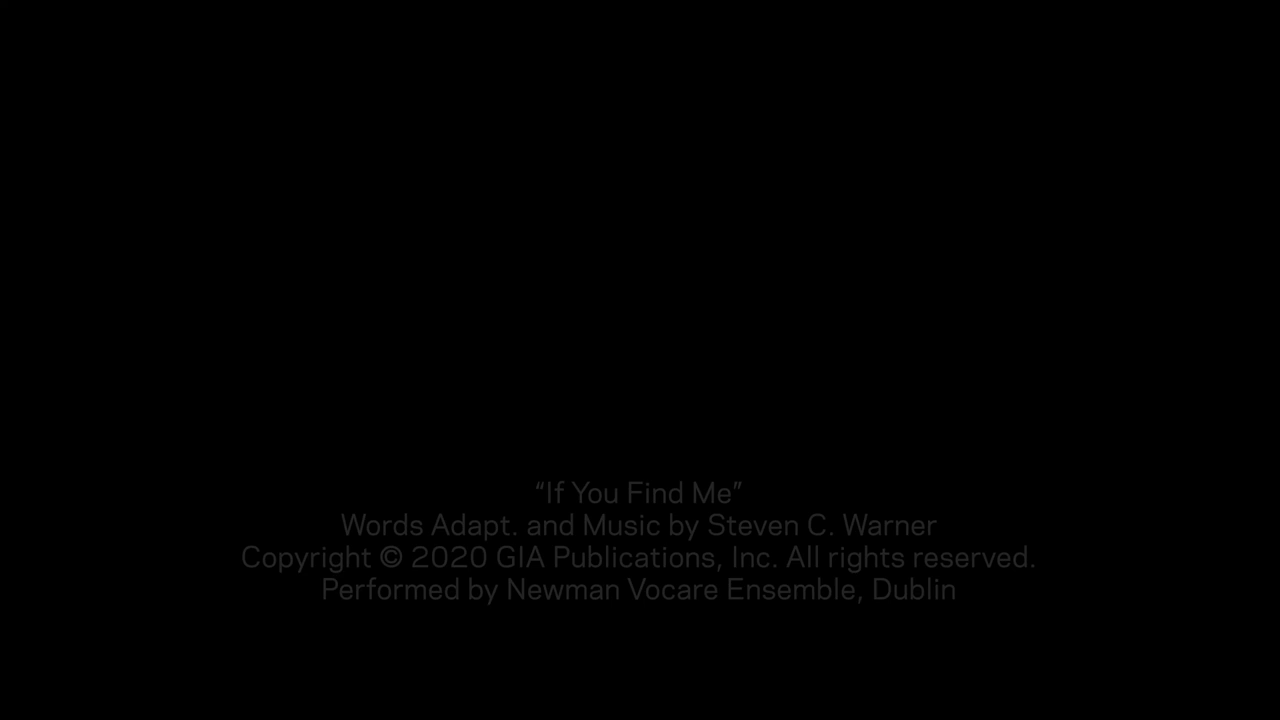 “If You Find Me”
Words Adapt. and Music by Steven C. Warner
Copyright © 2020 GIA Publications, Inc. All rights reserved.
Performed by Newman Vocare Ensemble, Dublin